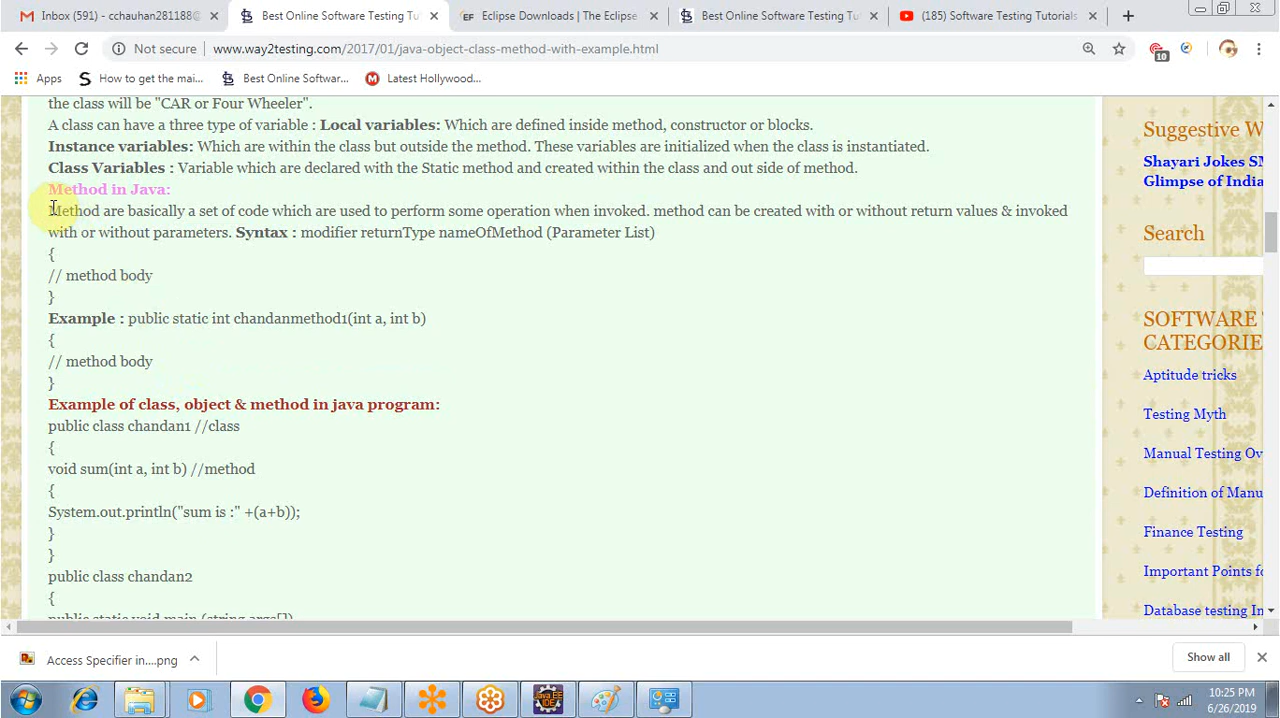 Inbox (591) - cchauhan281188@
Best Online Software Testing Tu
Eclipse Downloads | The Eclipse
Best Online Software Testing Tu
(185) Software Testing Tutorials
Not secure
www.way2testing.com/2017/01/java-object-class-method-with-example.html
10
Apps
How to get the mai...
Best Online Softwar...
Latest Hollywood...
the class will be "CAR or Four Wheeler".
A class can have a three type of variable : Local variables: Which are defined inside method, constructor or blocks.
Instance variables: Which are within the class but outside the method. These variables are initialized when the class is instantiated.
Class Variables : Variable which are declared with the Static method and created within the class and out side of method.
Method in Java:
Method are basically a set of code which are used to perform some operation when invoked. method can be created with or without return values & invoked
with or without parameters. Syntax : modifier returnType nameOfMethod (Parameter List)
{
// method body
}
Example : public static int chandanmethod1(int a, int b)
{
// method body
}
Example of class, object & method in java program:
public class chandan1 //class
{
void sum(int a, int b) //method
{
System.out.println("sum is :" +(a+b));
}
}
public class chandan2
{
public static void main (string args[])
Suggestive W
Shayari Jokes SM
Glimpse of India
Search
SOFTWARE T
CATEGORIE
Aptitude tricks
Testing Myth
Manual Testing Ov
Definition of Manu
Finance Testing
Important Points fo
Database testing In
Access Specifier in....png
Show all
Java EE
IDE
10:25 PM
6/26/2019